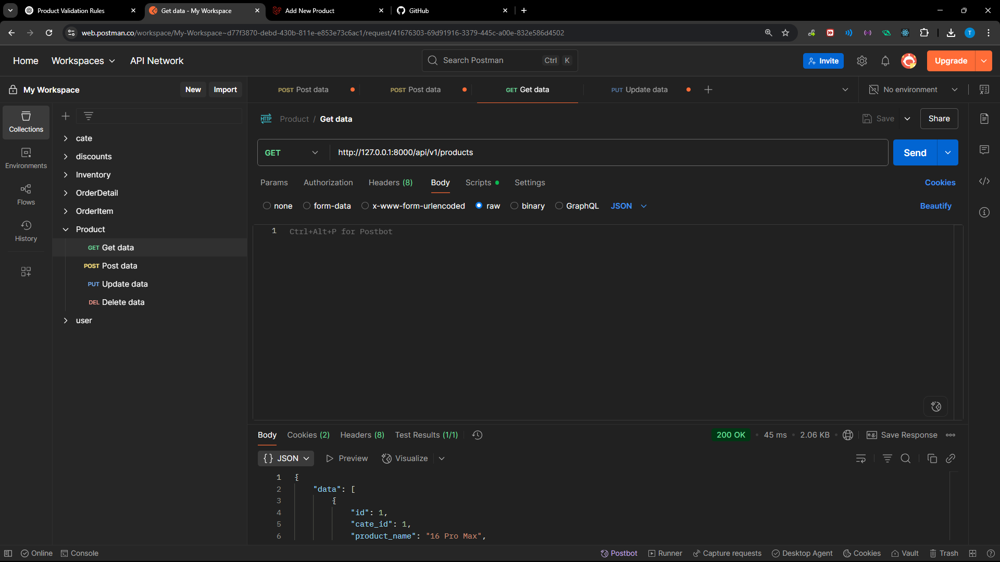 Product Validation Rules
Get data - My Workspace
Add New Product
GitHub
web.postman.co/workspace/My-Workspace~d77f3870-debd-430b-811e-e853e73c6ac1/request/41676303-69d91916-3379-445c-a00e-832e586d4502
T
Home
Workspaces
API Network
Search Postman
Ctrl K
Invite
Upgrade
My Workspace
New
Import
POST Post data
POST Post data
GET Get data
PUT Update data
No environment
Collections
Environments
Flows
History
cate
discounts
Inventory
OrderDetail
OrderItem
Product
GET Get data
POST Post data
PUT Update data
DEL Delete data
user
HTTP Product / Get data
Save
Share
GET
http://127.0.0.1:8000/api/v1/products
Send
Params
Authorization
Headers (8)
Body
Scripts
Settings
Cookies
none
form-data
x-www-form-urlencoded
raw
binary
GraphQL
JSON
Beautify
1 Ctrl+Alt+P for Postbot
Body
Cookies (2)
Headers (8)
Test Results (1/1)
200 OK
45 ms
2.06 KB
e.g. Save Response
{} JSON
Preview
Visualize
1 {
2 "data": [
3 {
4 "id": 1,
5 "cate_id": 1,
6 "product_name": "16 Pro Max",
Online
Console
Postbot
Runner
Capture requests
Desktop Agent
Cookies
Vault
Trash